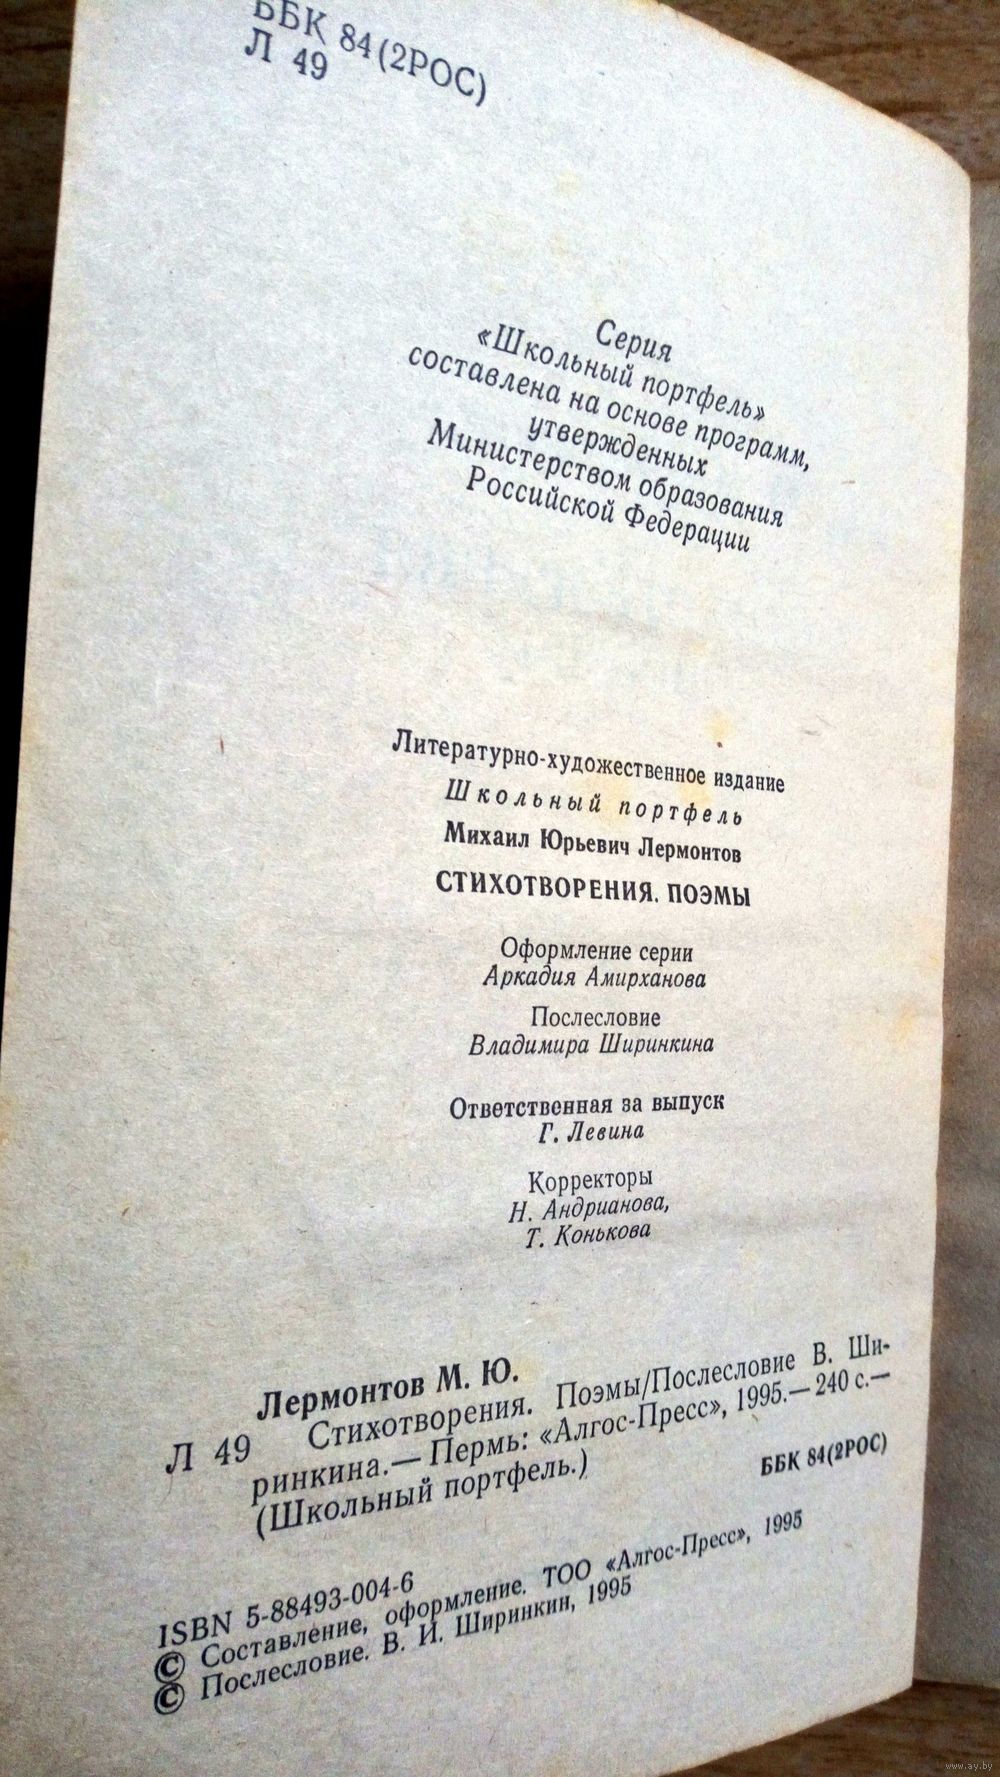 ББК 84(2РОС)
Л 49
Серия
«Школьный портфель»
составлена на основе программ,
утвержденных
Министерством образования
Российской Федерации
Литературно-художественное издание
Школьный портфель
Михаил Юрьевич Лермонтов
СТИХОТВОРЕНИЯ. ПОЭМЫ
Оформление серии
Аркадия Амирханова
Послесловие
Владимира Ширинкина
Ответственная за выпуск
Г. Левина
Корректоры
Н. Андрианова,
Т. Конькова
Лермонтов М. Ю.
Л 49 Стихотворения. Поэмы/Послесловие В. Ши-
ринкина.— Пермь: «Алгос-Пресс», 1995.— 240 с.—
(Школьный портфель.)
ББК 84(2РОС)
ISBN 5-88493-004-6
© Составление, оформление. ТОО «Алгос-Пресс», 1995
© Послесловие. В. И. Ширинкин, 1995
www.ay.by